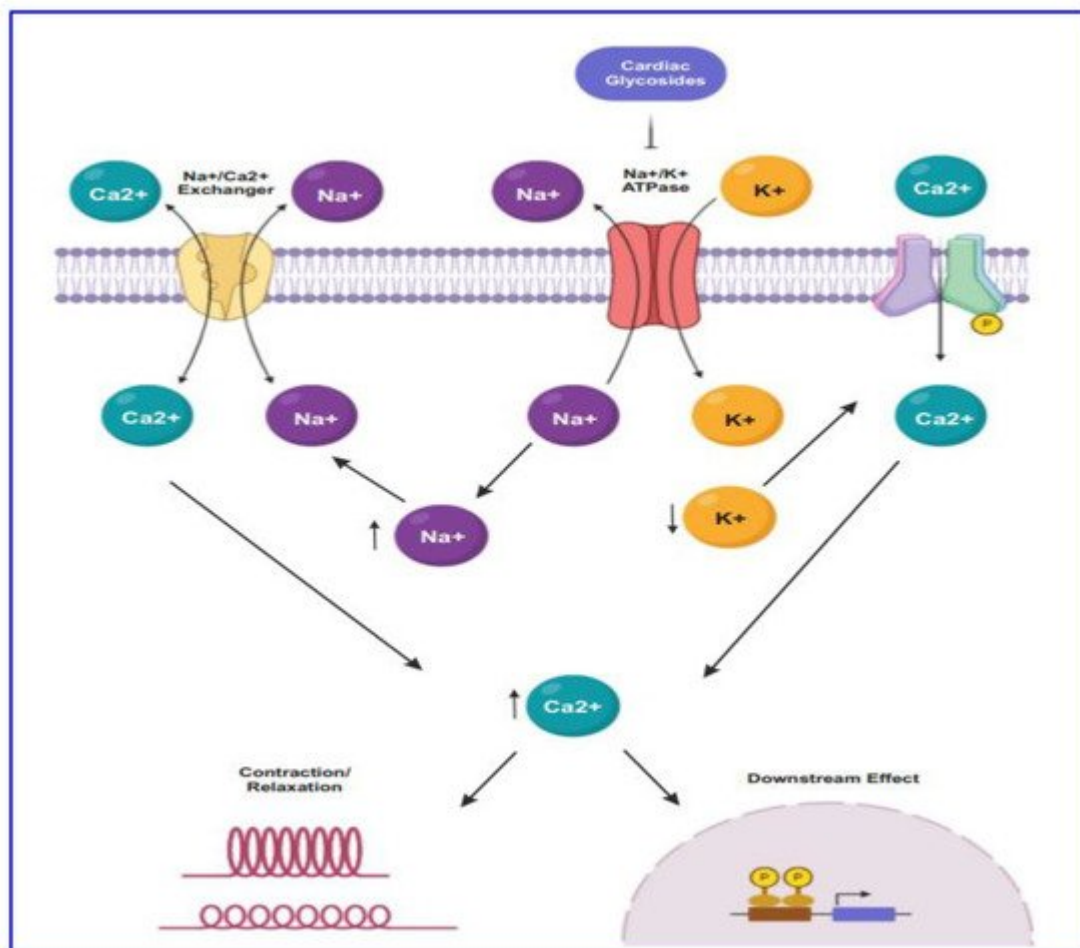 Cardiac
Glycosides
Ca2+
Na+/Ca2+
Exchanger
Na+
Na+
Na+/K+
ATPase
K+
Ca2+
P
Ca2+
Na+
Na+
K+
Ca2+
Na+
K+
Ca2+
Contraction/
Relaxation
Downstream Effect
P
P